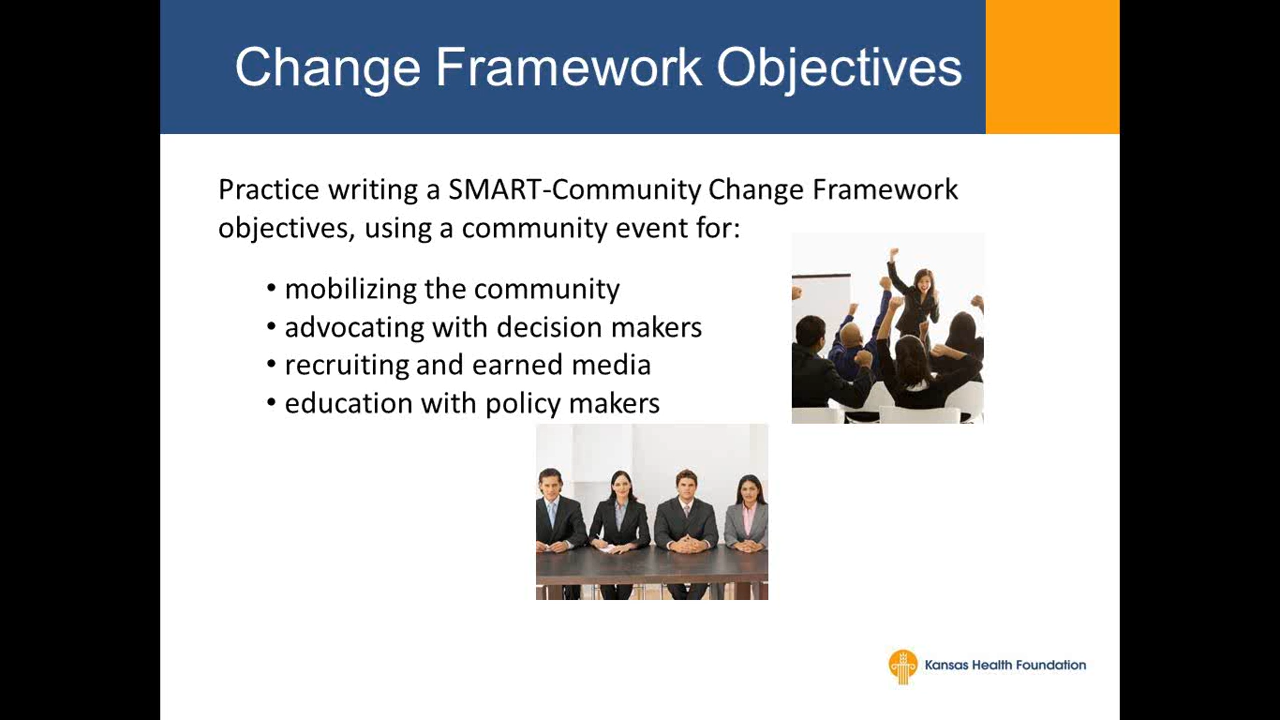 Change Framework Objectives
Practice writing a SMART-Community Change Framework
objectives, using a community event for:
• mobilizing the community
• advocating with decision makers
• recruiting and earned media
• education with policy makers
Kansas Health Foundation